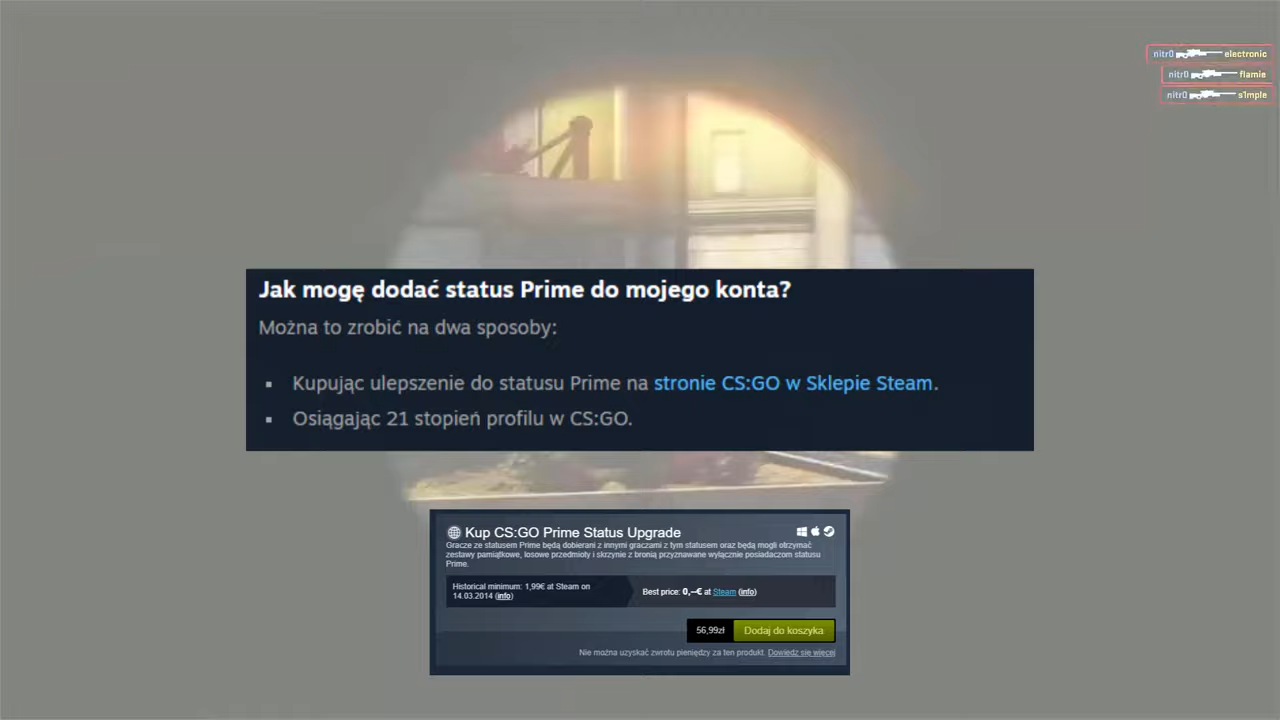 nitr0 electronic
nitr0 flamie
nitr0 s1mple
Jak mogę dodać status Prime do mojego konta?
Można to zrobić na dwa sposoby:
▪ Kupując ulepszenie do statusu Prime na stronie CS:GO w Sklepie Steam.
▪ Osiągając 21 stopień profilu w CS:GO.
Kup CS:GO Prime Status Upgrade
Gracze ze statusem Prime będą dobierani z innymi graczami z tym statusem oraz będą mogli otrzymać
zestawy pamiątkowe, losowe przedmioty i skrzynie z bronią przyznawane wyłącznie posiadaczom statusu
Prime.
Historical minimum: 1,99€ at Steam on
14.03.2014 (info)
Best price: 0,--€ at Steam (info)
56,99zł Dodaj do koszyka
Nie można uzyskać zwrotu pieniędzy za ten produkt. Dowiedz się więcej